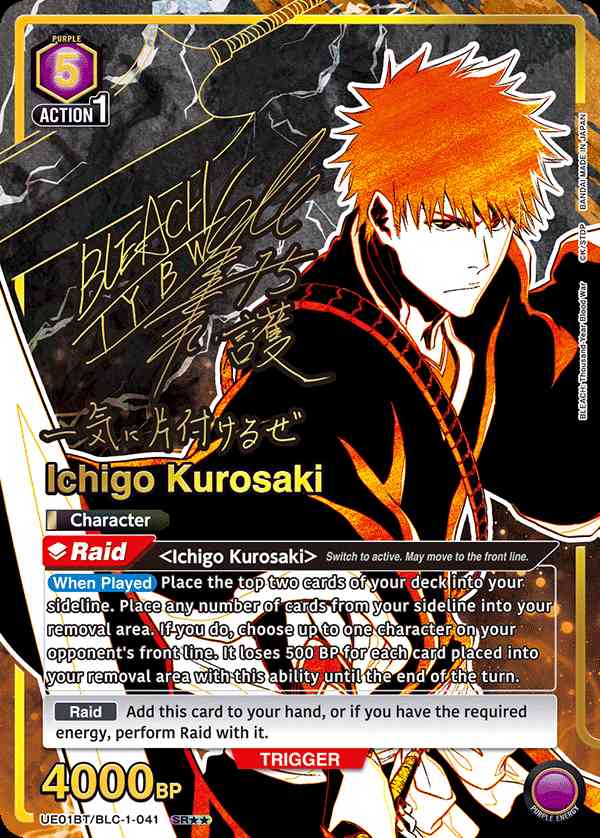 PURPLE
5
ACTION 1
BLEACH
TYBW
護
一気に片付けるぜ
Ichigo Kurosaki
Character
Raid <Ichigo Kurosaki> Switch to active. May move to the front line.
When Played Place the top two cards of your deck into your
sideline. Place any number of cards from your sideline into your
removal area. If you do, choose up to one character on your
opponent's front line. It loses 500 BP for each card placed into
your removal area with this ability until the end of the turn.
Raid Add this card to your hand, or if you have the required
energy, perform Raid with it.
TRIGGER
4000BP
PURPLE ENERGY
UE01BT/BLC-1-041 SR★★
BLEACH: Thousand-Year Blood War ©K/STDP BANDAI MADE IN JAPAN